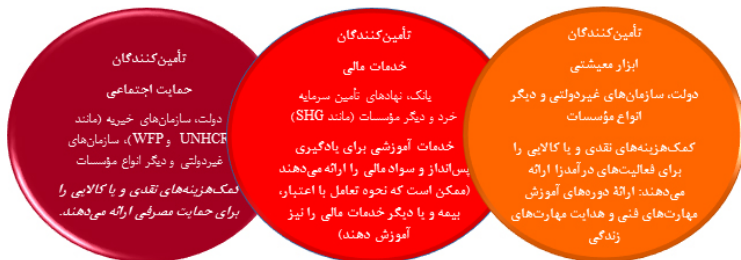 تأمین‌کنندگان
ابزار معیشتی
دولت، سازمان‌های غیردولتی و دیگر
انواع مؤسسات
کمک‌هزینه‌های نقدی و یا کالایی را
برای فعالیت‌های درآمدزا ارائه
می‌دهند: ارائۀ دوره‌های آموزش
مهارت‌های فنی و هدایت مهارت‌های
زندگی
تأمین‌کنندگان
خدمات مالی
بانک، نهادهای تأمین سرمایه
خرد و دیگر مؤسسات (مانند SHG)
خدمات آموزشی برای یادگیری
پس‌انداز و سواد مالی را ارائه می‌دهند
(ممکن است که نحوه تعامل با اعتبار،
بیمه و یا دیگر خدمات مالی را نیز
آموزش دهند)
تأمین‌کنندگان
حمایت اجتماعی
دولت، سازمان‌های خیریه (مانند
UNHCR و WFP)، سازمان‌های
غیردولتی و دیگر انواع مؤسسات
کمک‌هزینه‌های نقدی و یا کالایی را
برای حمایت مصرفی ارائه می‌دهند.